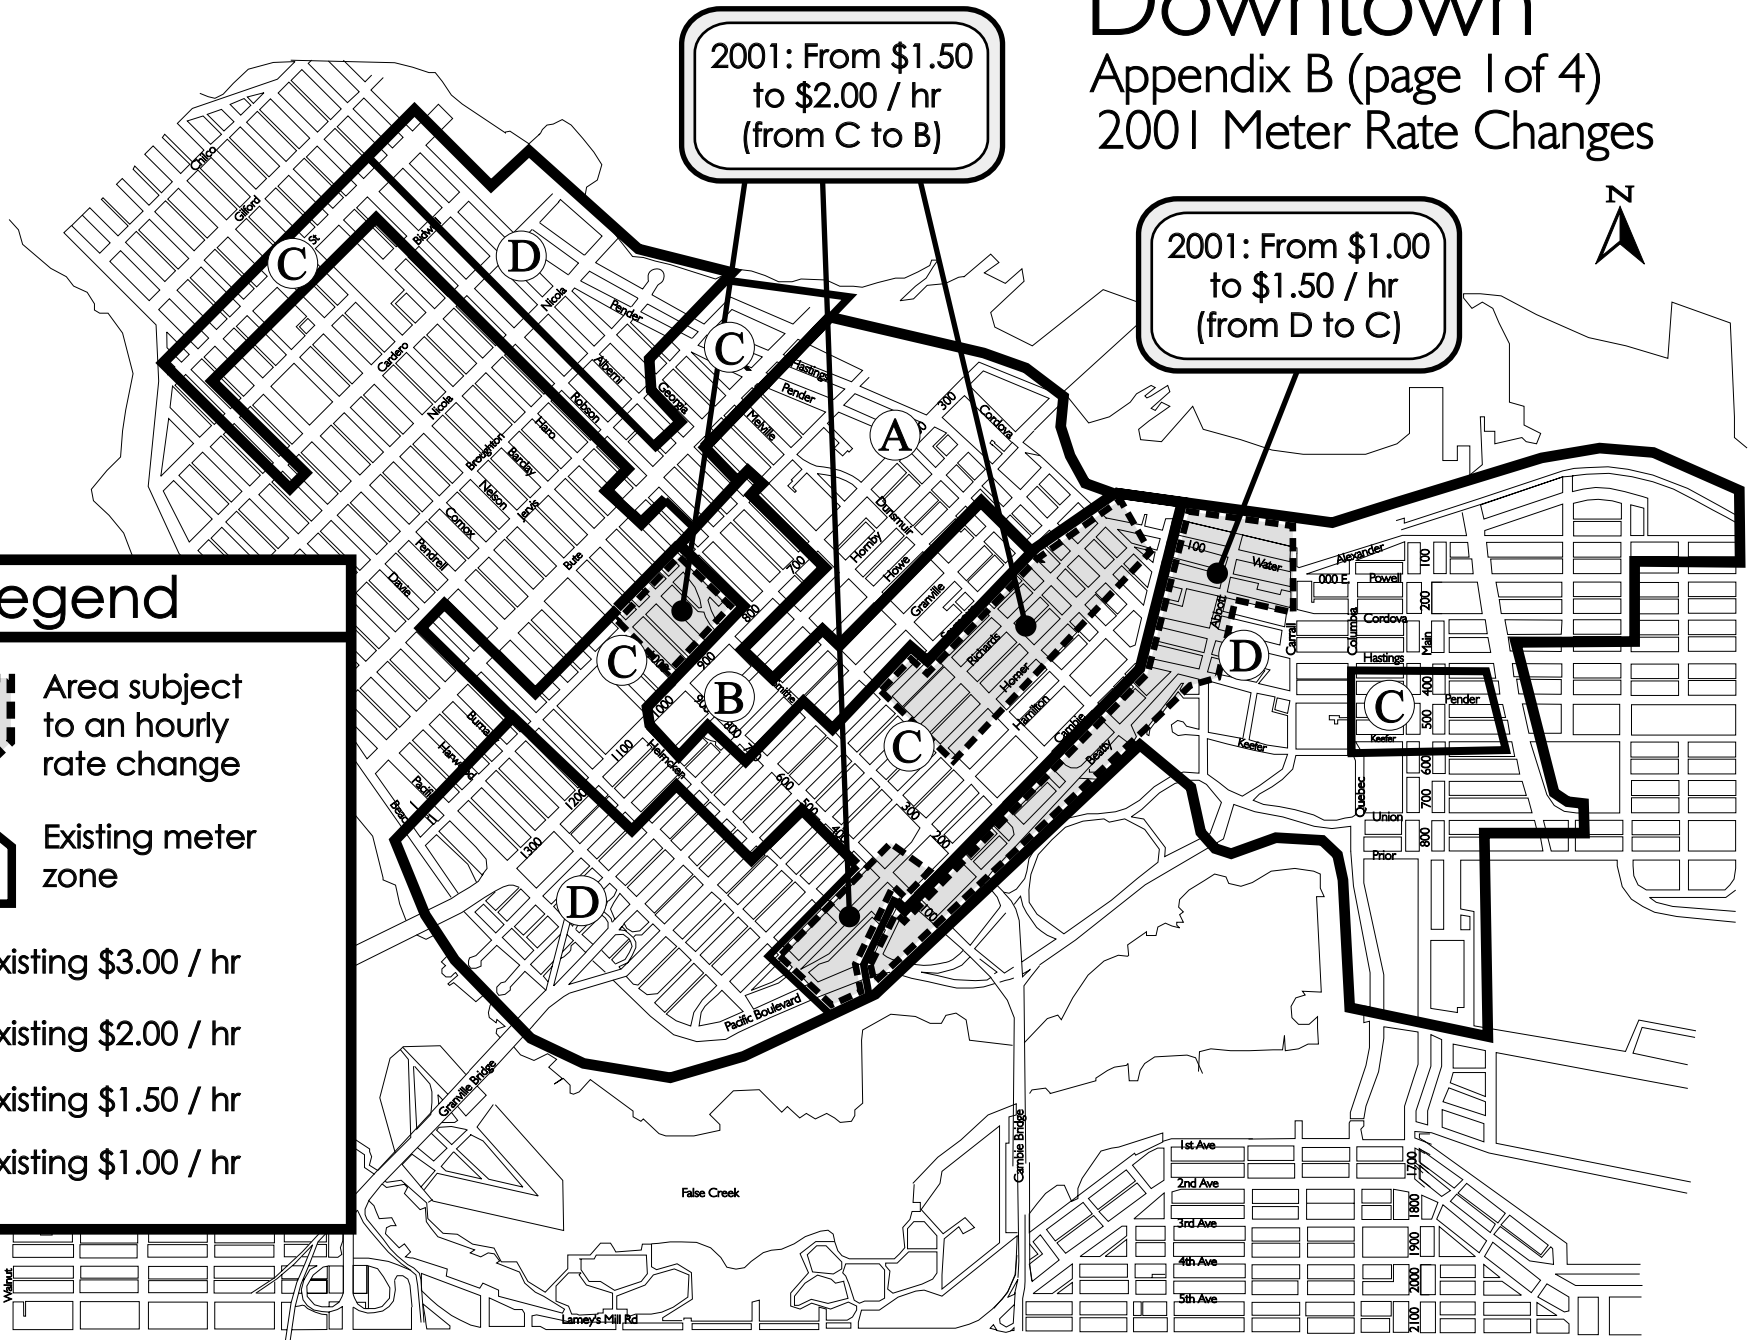 Downtown
Appendix B (page 1 of 4)
2001 Meter Rate Changes
2001: From $1.50
to $2.00 / hr
(from C to B)
2001: From $1.00
to $1.50 / hr
(from D to C)
N
egend
Area subject
to an hourly
rate change
Existing meter
zone
xisting $3.00 / hr
xisting $2.00 / hr
xisting $1.50 / hr
xisting $1.00 / hr
Chilco
Gilford
St
C
D
Nicola
Pender
C
Hastings
Pender
A
300
Cordova
Cardero
Alberni
Georgia
Robson
Melville
Nicola
Haro
Broughton
Barclay
Nelson
Jervis
Comox
Pendrell
Davie
Bute
Dunsmuir
Hornby
Howe
Granville
700
800
900
C
B
1000
900
800
Smithe
Richards
Homer
Hamilton
Cambie
Beatty
C
100
Water
Abbott
D
Carrall
Alexander
000 E
Powell
Columbia
Cordova
Main
Hastings
100
200
400
500
600
700
800
C
Pender
Keefer
Keefer
Quebec
Union
Prior
Helmcken
1100
1200
1300
600
500
300
200
100
D
Pacific Boulevard
Granville Bridge
Cambie Bridge
False Creek
Lamey's Mill Rd
Walnut
1st Ave
2nd Ave
3rd Ave
4th Ave
5th Ave
1700
1800
1900
2000
2100